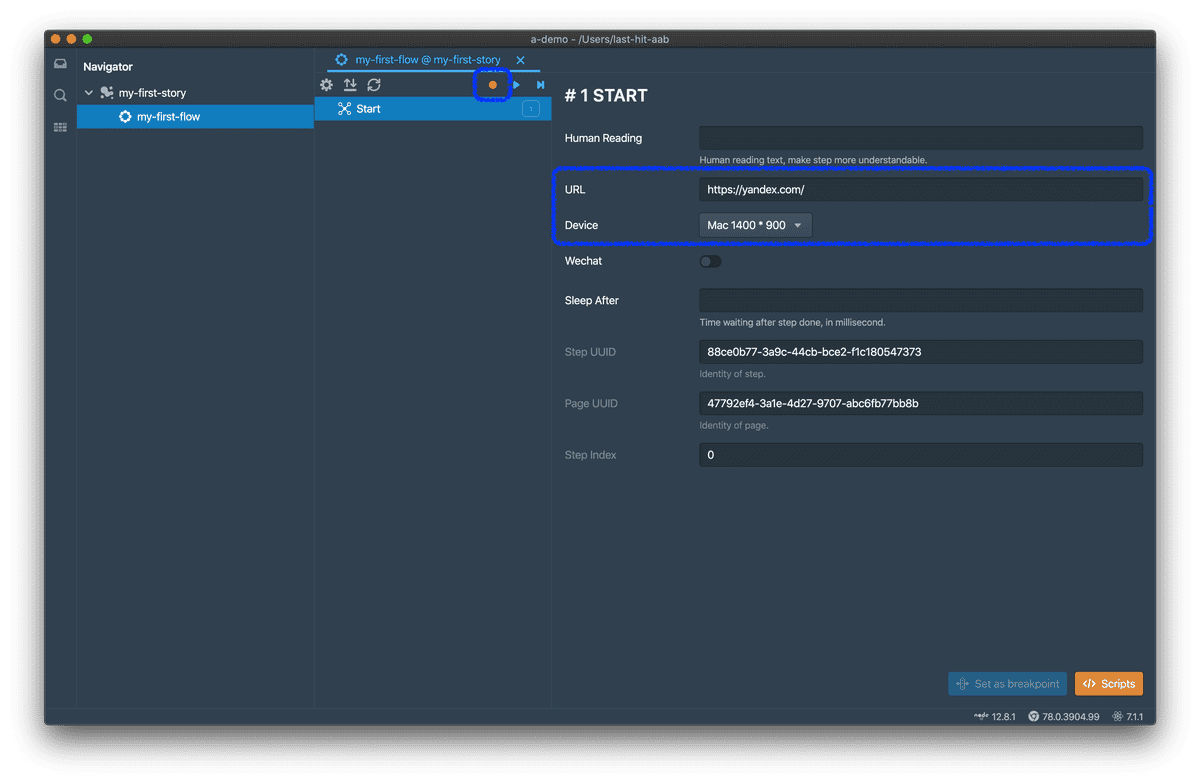 a-demo - /Users/last-hit-aab
Navigator
my-first-story
my-first-flow
my-first-flow @ my-first-story
Start
1
# 1 START
Human Reading
Human reading text, make step more understandable.
URL
https://yandex.com/
Device
Mac 1400 * 900
Wechat
Sleep After
Time waiting after step done, in millisecond.
Step UUID
88ce0b77-3a9c-44cb-bce2-f1c180547373
Identity of step.
Page UUID
47792ef4-3a1e-4d27-9707-abc6fb77bb8b
Identity of page.
Step Index
0
Set as breakpoint
Scripts
node 12.8.1
78.0.3904.99
7.1.1